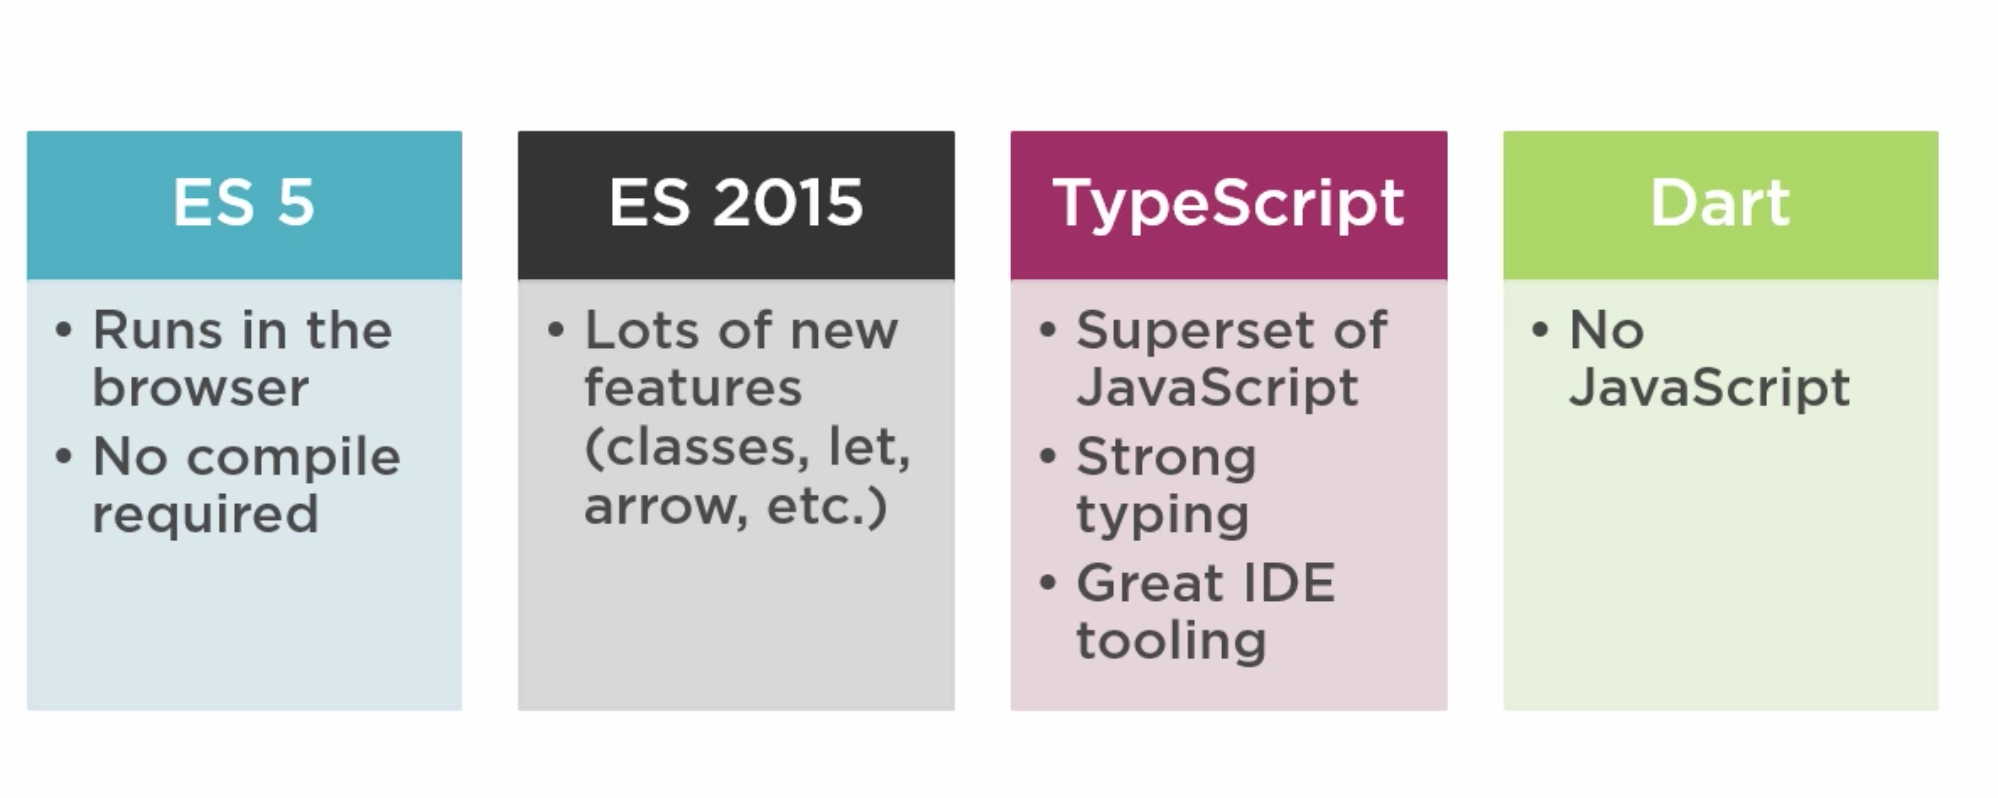 ES 5
• Runs in the
browser
• No compile
required
ES 2015
• Lots of new
features
(classes, let,
arrow, etc.)
TypeScript
• Superset of
JavaScript
• Strong
typing
• Great IDE
tooling
Dart
• No
JavaScript